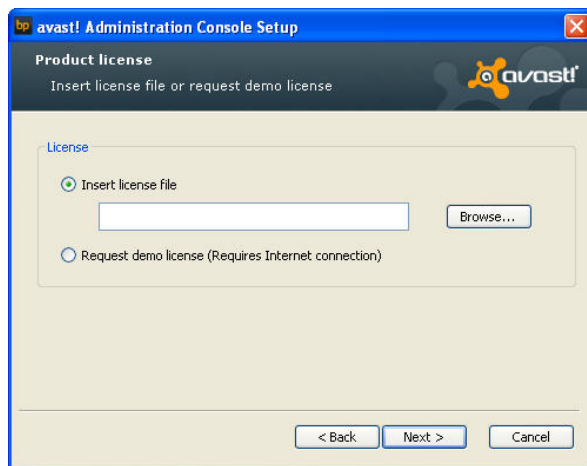 bp avast! Administration Console Setup
Product license
Insert license file or request demo license
avast!
License
Insert license file
Browse...
Request demo license (Requires Internet connection)
< Back
Next >
Cancel